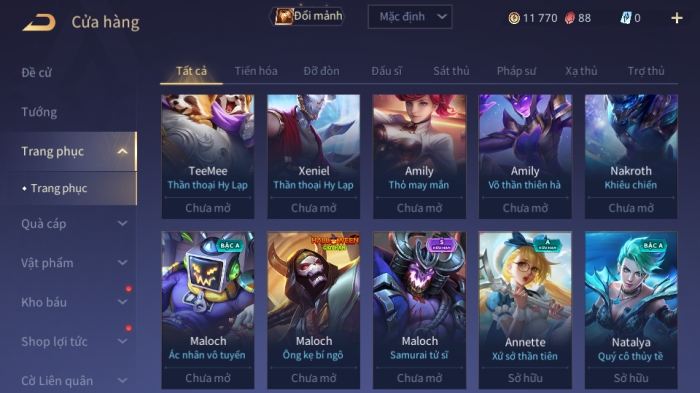 Cửa hàng
Đổi mảnh
Mặc định
11 770
88
0
Đề cử
Tướng
Trang phục
Trang phục
Quà cáp
Vật phẩm
Kho báu
Shop lợi tức
Cờ Liên quân
Tất cả Tiến hóa Đỡ đòn Đấu sĩ Sát thủ Pháp sư Xạ thủ Trợ thủ
TeeMee
Thần thoại Hy Lạp
Chưa mở
Xeniel
Thần thoại Hy Lạp
Chưa mở
Amily
Thỏ may mắn
Chưa mở
Amily
Võ thần thiên hà
Chưa mở
Nakroth
Khiêu chiến
Chưa mở
BẬC A
Maloch
Ác nhân vô tuyến
Chưa mở
HALLOWEEN
Maloch
Ông kẹ bí ngô
Chưa mở
S
HỮU HẠN
Maloch
Samurai tử sĩ
Chưa mở
A
HỮU HẠN
Annette
Xứ sở thần tiên
Sở hữu
BẬC A
Natalya
Quý cô thủy tề
Sở hữu